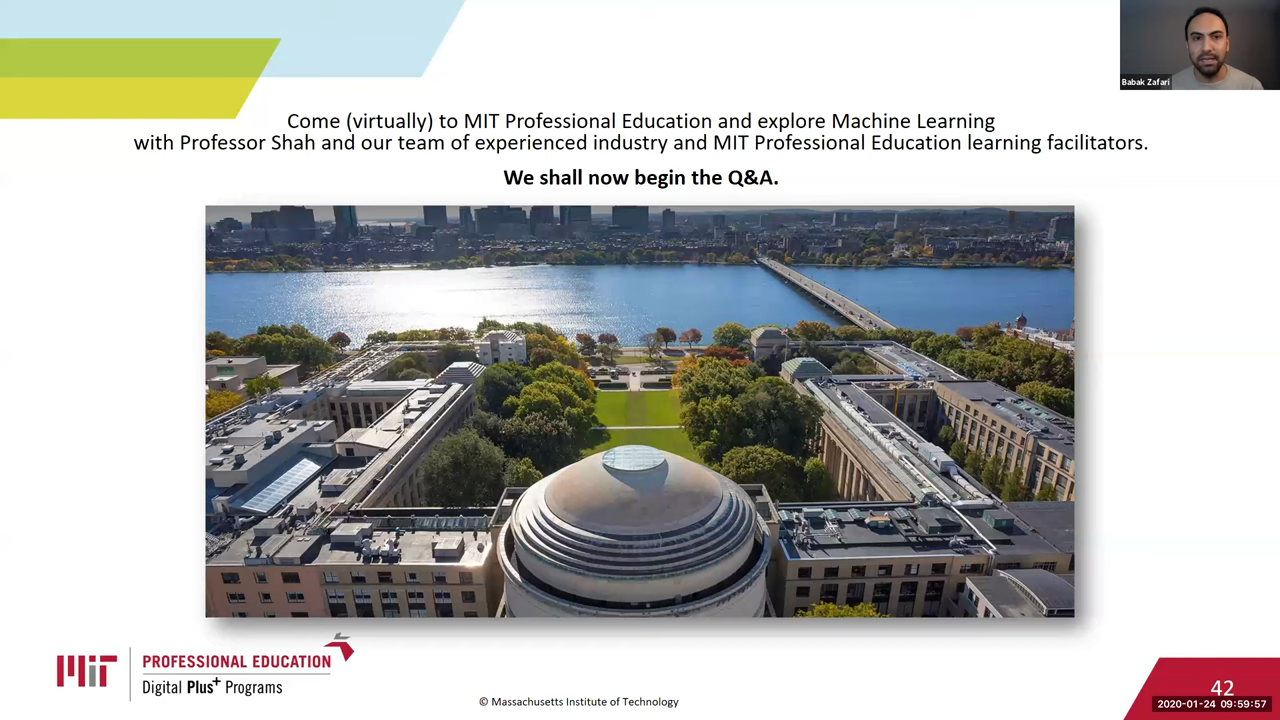 Babak Zafari
Come (virtually) to MIT Professional Education and explore Machine Learning
with Professor Shah and our team of experienced industry and MIT Professional Education learning facilitators.
We shall now begin the Q&A.
MIT
PROFESSIONAL EDUCATION
Digital Plus+ Programs
© Massachusetts Institute of Technology
42
2020-01-24 09:59:57